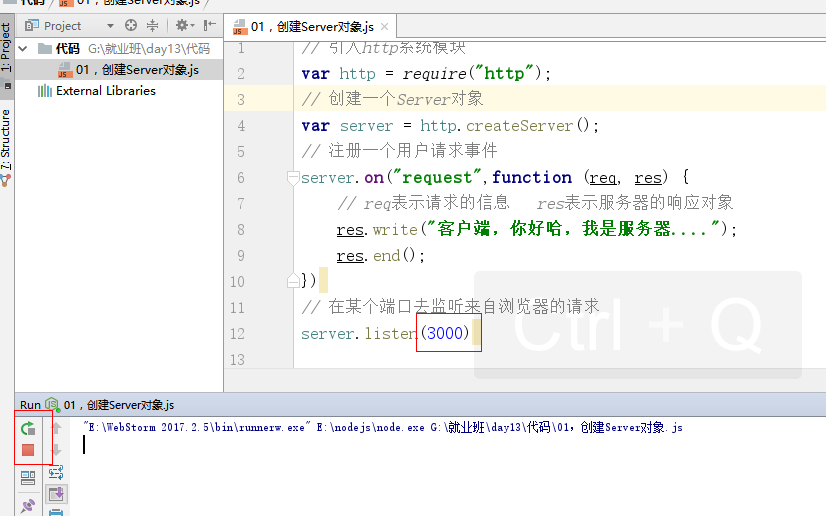 代码 01，创建Server对象.js
Project 01，创建Server对象.js
1: Project
代码 G:\就业班\day13\代码
01，创建Server对象.js
External Libraries
7: Structure
1 // 引入http系统模块
2 var http = require("http");
3 // 创建一个Server对象
4 var server = http.createServer();
5 // 注册一个用户请求事件
6 server.on("request",function (req, res) {
7 // req表示请求的信息 res表示服务器的响应对象
8 res.write("客户端，你好哈，我是服务器....");
9 res.end();
10 })
11 // 在某个端口去监听来自浏览器的请求
12 server.listen(3000)
13
Ctrl + Q
Run 01，创建Server对象.js
"E:\WebStorm 2017.2.5\bin\runnerw.exe" E:\nodejs\node.exe G:\就业班\day13\代码\01，创建Server对象.js